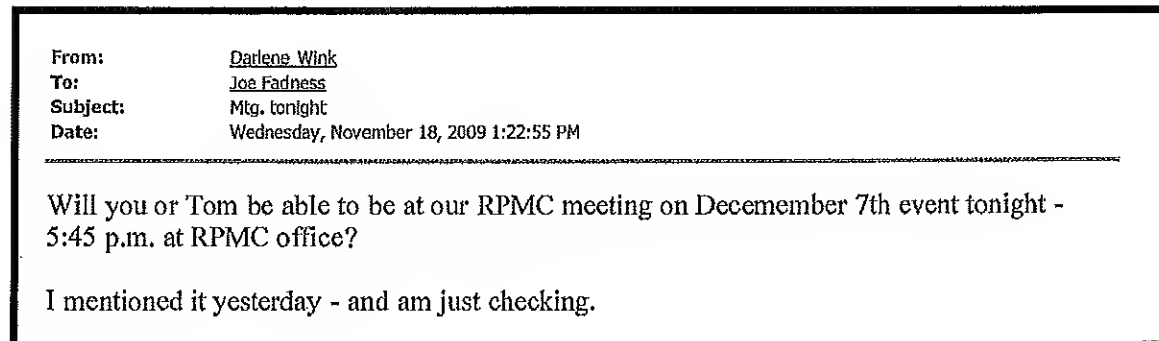 From: Darlene Wink
To: Joe Fadness
Subject: Mtg. tonight
Date: Wednesday, November 18, 2009 1:22:55 PM
Will you or Tom be able to be at our RPMC meeting on Decemember 7th event tonight -
5:45 p.m. at RPMC office?
I mentioned it yesterday - and am just checking.